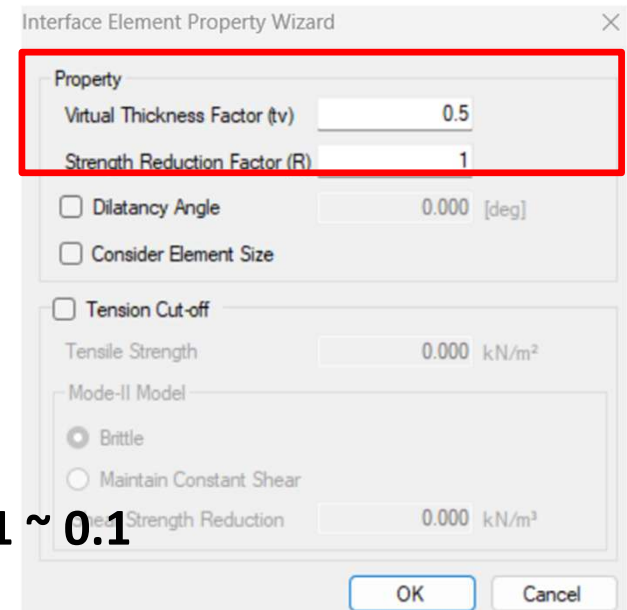 Interface Element Property Wizard
Property
Virtual Thickness Factor (tv) 0.5
Strength Reduction Factor (R) 1
Dilatancy Angle 0.000 [deg]
Consider Element Size
Tension Cut-off
Tensile Strength 0.000 kN/m²
Mode-II Model
Brittle
Maintain Constant Shear
1 ~ 0.1
Strength Reduction 0.000 kN/m³
OK Cancel